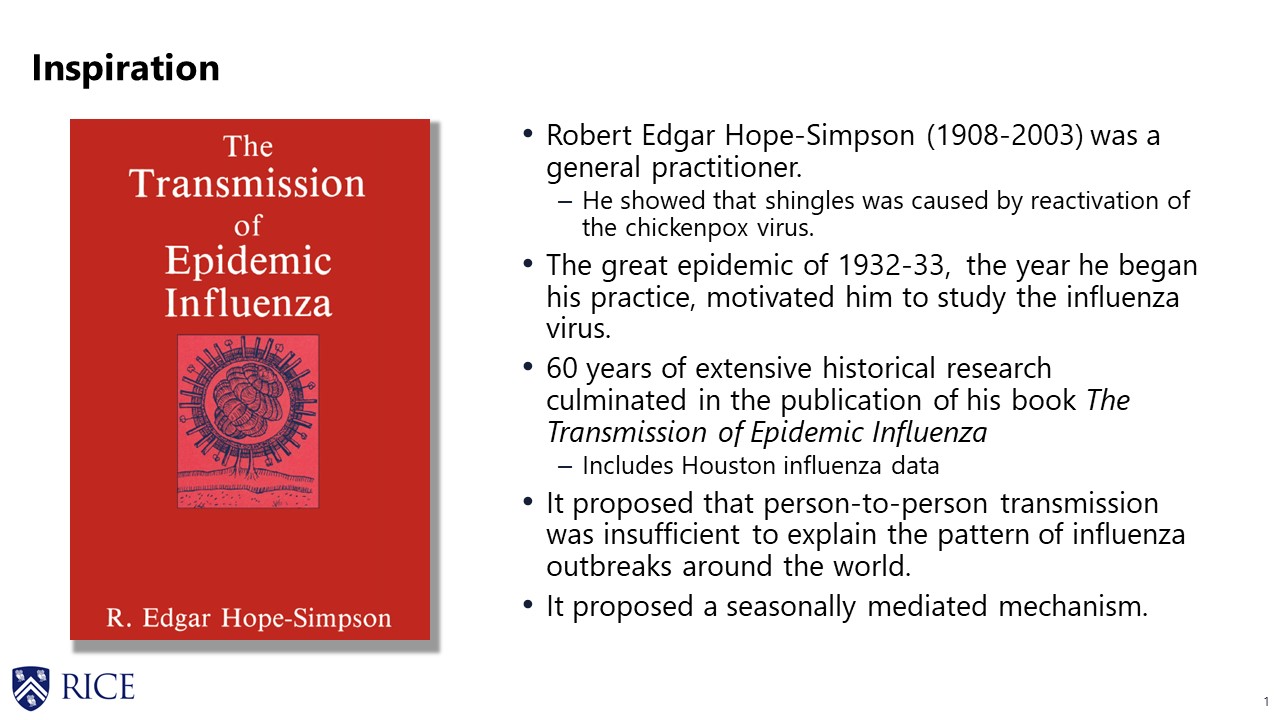 Inspiration
The
Transmission
of
Epidemic
Influenza
R. Edgar Hope-Simpson
• Robert Edgar Hope-Simpson (1908-2003) was a
general practitioner.
– He showed that shingles was caused by reactivation of
the chickenpox virus.
• The great epidemic of 1932-33, the year he began
his practice, motivated him to study the influenza
virus.
• 60 years of extensive historical research
culminated in the publication of his book The
Transmission of Epidemic Influenza
– Includes Houston influenza data
• It proposed that person-to-person transmission
was insufficient to explain the pattern of influenza
outbreaks around the world.
• It proposed a seasonally mediated mechanism.
RICE
1